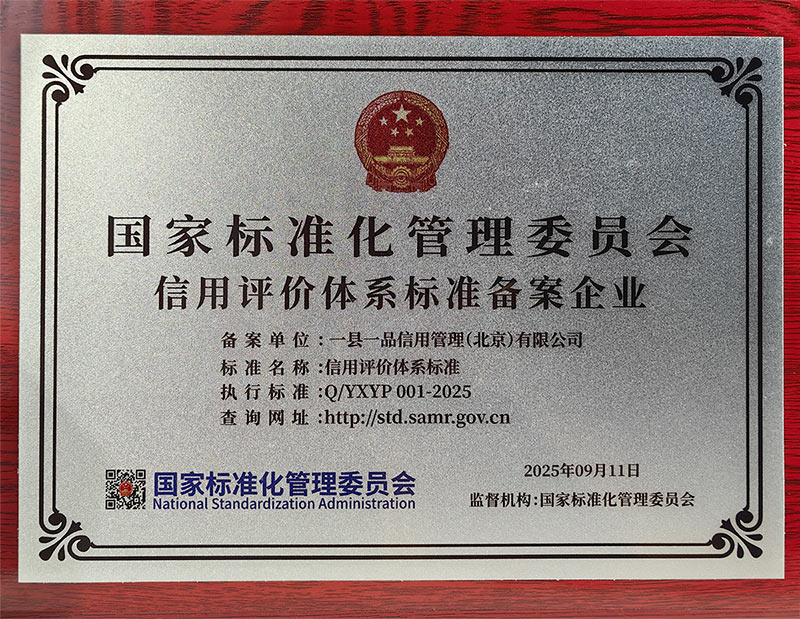 国家标准化管理委员会
信用评价体系标准备案企业
备案单位：一县一品信用管理(北京)有限公司
标准名称：信用评价体系标准
执行标准：Q/YXYP 001-2025
查询网址：http://std.samr.gov.cn
国家标准化管理委员会
National Standardization Administration
2025年09月11日
监督机构：国家标准化管理委员会